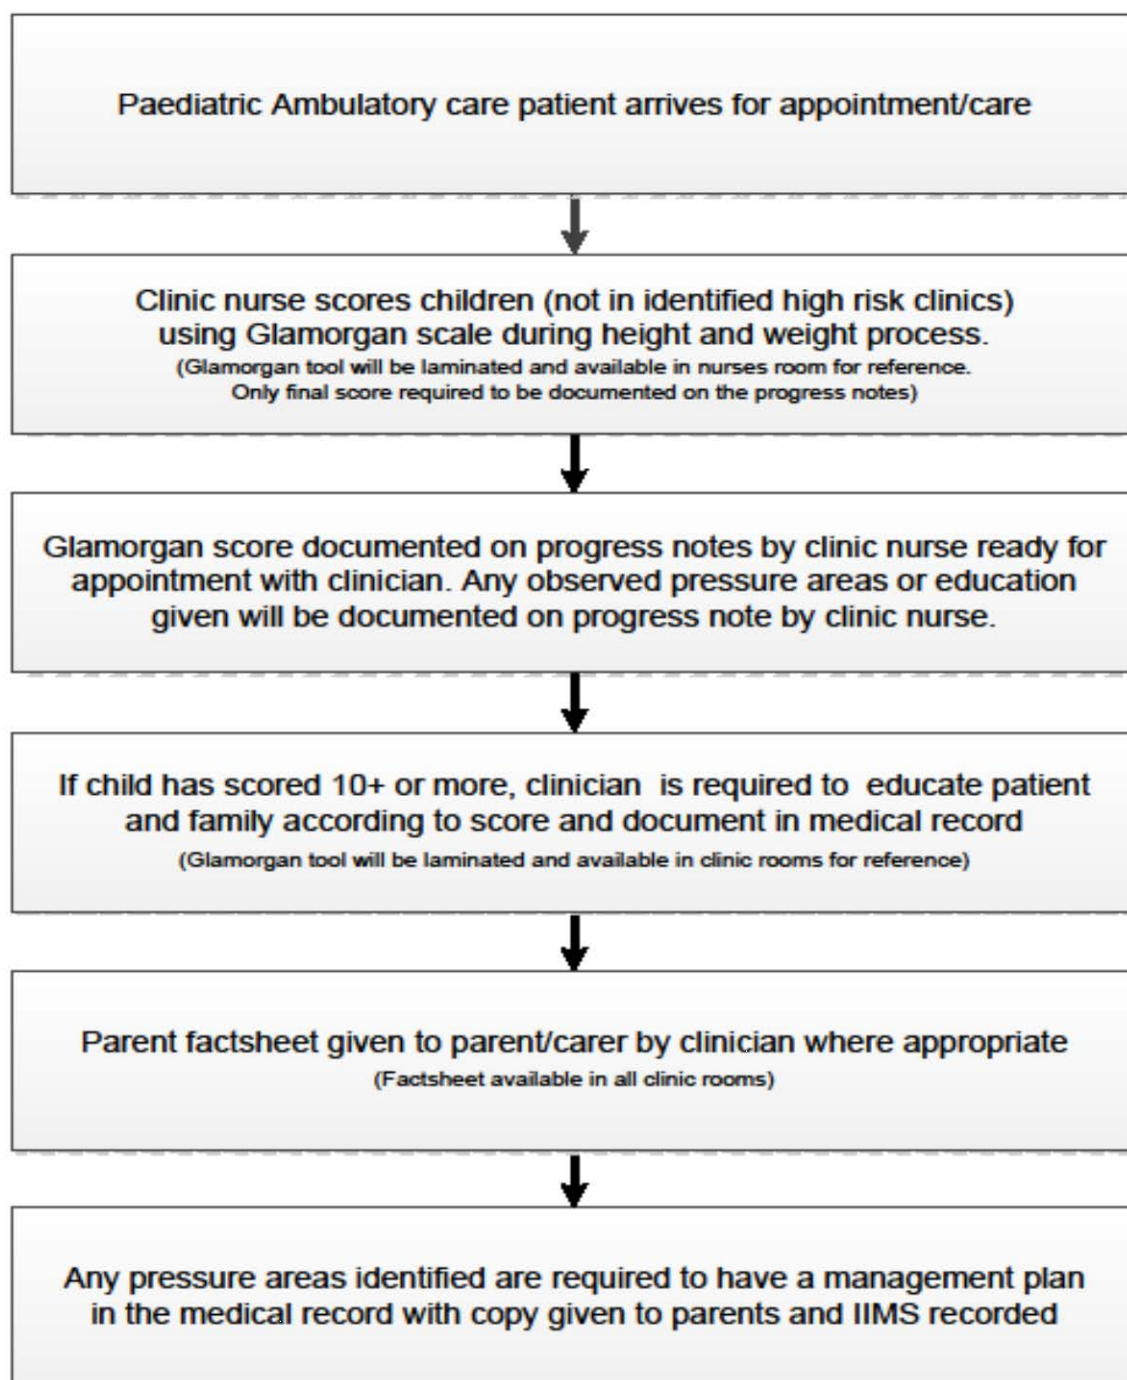 Paediatric Ambulatory care patient arrives for appointment/care
Clinic nurse scores children (not in identified high risk clinics)
using Glamorgan scale during height and weight process.
(Glamorgan tool will be laminated and available in nurses room for reference.
Only final score required to be documented on the progress notes)
Glamorgan score documented on progress notes by clinic nurse ready for
appointment with clinician. Any observed pressure areas or education
given will be documented on progress note by clinic nurse.
If child has scored 10+ or more, clinician is required to educate patient
and family according to score and document in medical record
(Glamorgan tool will be laminated and available in clinic rooms for reference)
Parent factsheet given to parent/carer by clinician where appropriate
(Factsheet available in all clinic rooms)
Any pressure areas identified are required to have a management plan
in the medical record with copy given to parents and IIMS recorded